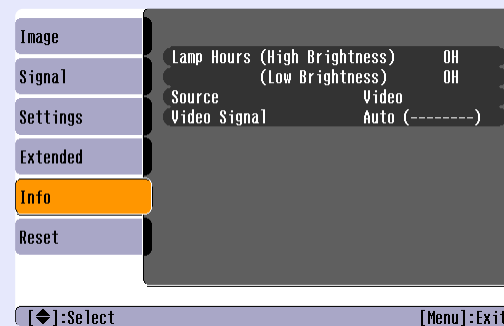 Image
Signal
Settings
Extended
Info
Reset
Lamp Hours (High Brightness) 0H
(Low Brightness) 0H
Source Video
Video Signal Auto (--------)
[◆]:Select [Menu]:Exit